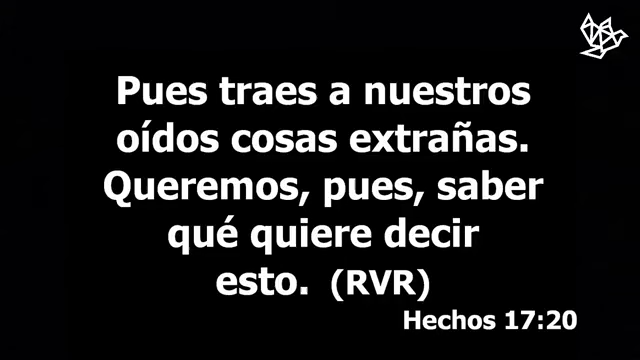 Pues traes a nuestros
oídos cosas extrañas.
Queremos, pues, saber
qué quiere decir
esto. (RVR)
Hechos 17:20